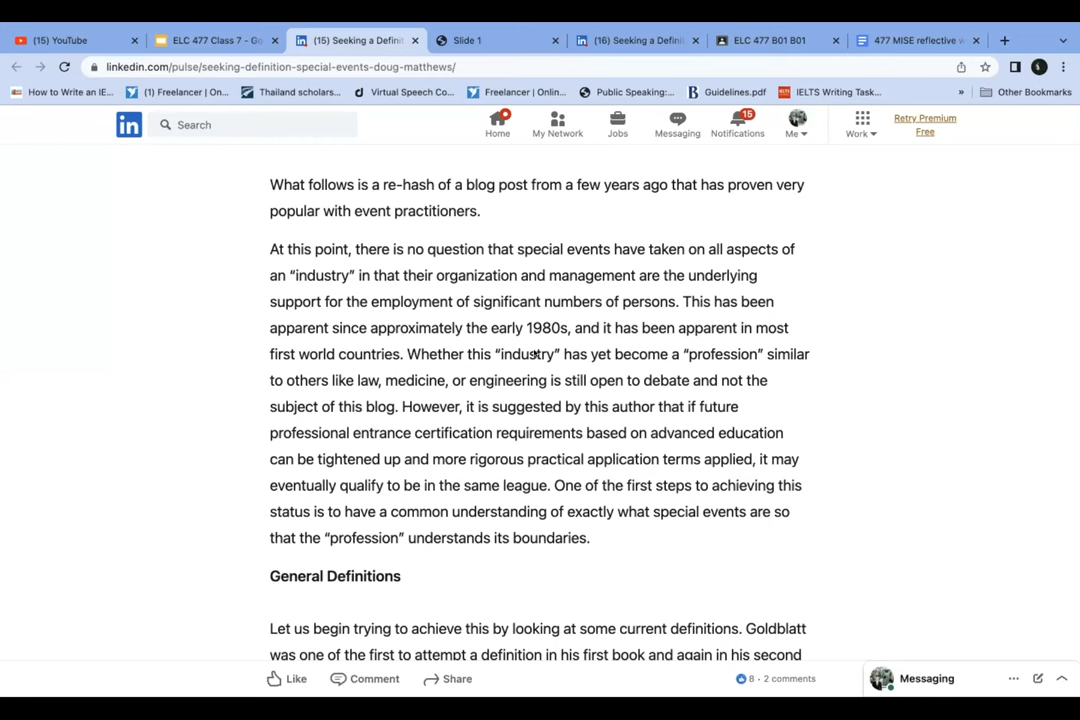 (15) YouTube
ELC 477 Class 7 - Go
(15) Seeking a Definit
Slide 1
(16) Seeking a Definit
ELC 477 B01 B01
477 MISE reflective w
linkedin.com/pulse/seeking-definition-special-events-doug-matthews/
How to Write an IE...
(1) Freelancer | On...
Thailand scholars...
Virtual Speech Co...
Freelancer | Onlin...
Public Speaking:...
Guidelines.pdf
IELTS Writing Task...
»
Other Bookmarks
in
Search
Home
My Network
Jobs
Messaging
15
Notifications
Me
Work
Retry Premium
Free
What follows is a re-hash of a blog post from a few years ago that has proven very
popular with event practitioners.
At this point, there is no question that special events have taken on all aspects of
an “industry” in that their organization and management are the underlying
support for the employment of significant numbers of persons. This has been
apparent since approximately the early 1980s, and it has been apparent in most
first world countries. Whether this “industry” has yet become a “profession” similar
to others like law, medicine, or engineering is still open to debate and not the
subject of this blog. However, it is suggested by this author that if future
professional entrance certification requirements based on advanced education
can be tightened up and more rigorous practical application terms applied, it may
eventually qualify to be in the same league. One of the first steps to achieving this
status is to have a common understanding of exactly what special events are so
that the “profession” understands its boundaries.
General Definitions
Let us begin trying to achieve this by looking at some current definitions. Goldblatt
was one of the first to attempt a definition in his first book and again in his second
Like
Comment
Share
8 · 2 comments
Messaging